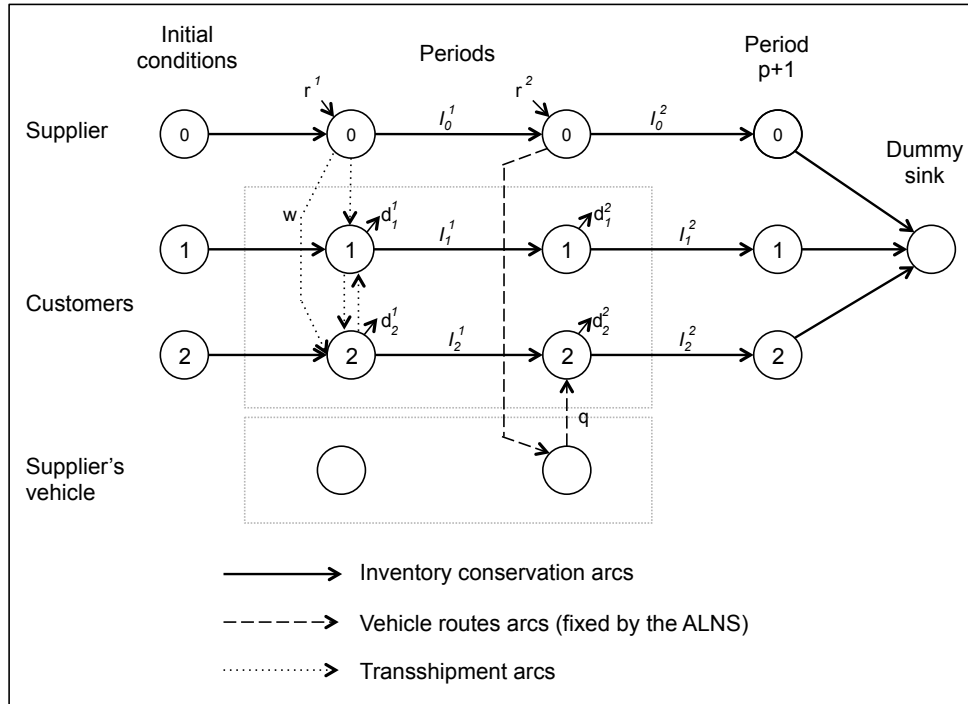 Initial
conditions
Periods
Period
p+1
r¹ r²
Supplier 0 0 I₀¹ 0 I₀² 0
Dummy
sink
w d₁¹ d₁²
1 1 I₁¹ 1 I₁² 1
Customers
d₂¹ d₂²
2 2 I₂¹ 2 I₂² 2
q
Supplier's
vehicle
Inventory conservation arcs
Vehicle routes arcs (fixed by the ALNS)
Transshipment arcs